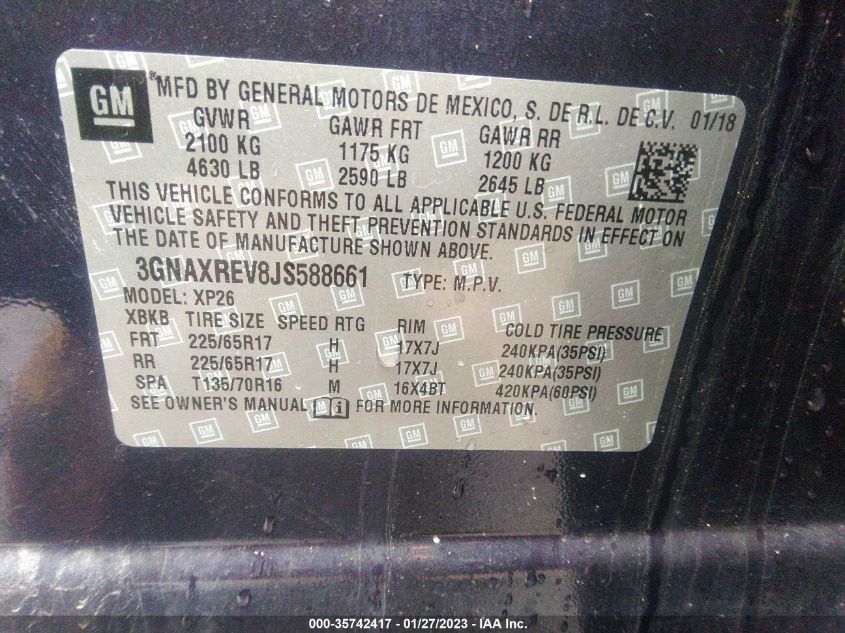 GM
® MFD BY GENERAL MOTORS DE MEXICO, S. DE R.L. DE C.V. 01/18
GVWR GAWR FRT GAWR RR
2100 KG 1175 KG 1200 KG
4630 LB 2590 LB 2645 LB
THIS VEHICLE CONFORMS TO ALL APPLICABLE U.S. FEDERAL MOTOR
VEHICLE SAFETY AND THEFT PREVENTION STANDARDS IN EFFECT ON
THE DATE OF MANUFACTURE SHOWN ABOVE.
3GNAXREV8JS588661 TYPE: M.P.V.
MODEL: XP26
XBKB TIRE SIZE SPEED RTG RIM COLD TIRE PRESSURE
FRT 225/65R17 H 17X7J 240KPA(35PSI)
RR 225/65R17 H 17X7J 240KPA(35PSI)
SPA T135/70R16 M 16X4BT 420KPA(60PSI)
SEE OWNER'S MANUAL i FOR MORE INFORMATION.
000-35742417 - 01/27/2023 - IAA Inc.